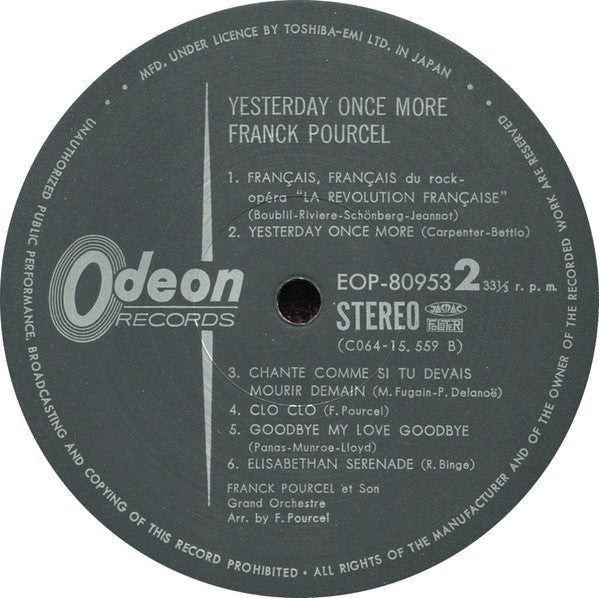 MFD. UNDER LICENCE BY TOSHIBA-EMI LTD. IN JAPAN
YESTERDAY ONCE MORE
FRANCK POURCEL
1. FRANÇAIS, FRANÇAIS du rock-
opéra “LA REVOLUTION FRANÇAISE”
(Boublil-Riviere-Schönberg-Jeannot)
2. YESTERDAY ONCE MORE (Carpenter-Bettio)
Odeon
RECORDS
EOP-80953 2 33⅓ r. p. m.
STEREO JASRAC
(C064-15. 559 B)
3. CHANTE COMME SI TU DEVAIS
MOURIR DEMAIN (M. Fugain-P. Delanoë)
4. CLO CLO (F. Pourcel)
5. GOODBYE MY LOVE GOODBYE
(Panas-Munroe-Lloyd)
6. ELISABETHAN SERENADE (R. Binge)
FRANCK POURCEL et Son
Grand Orchestre
Arr. by F. Pourcel
UNAUTHORIZED PUBLIC PERFORMANCE, BROADCASTING AND COPYING OF THIS RECORD PROHIBITED • ALL RIGHTS OF THE MANUFACTURER AND OF THE OWNER OF THE RECORDED WORK ARE RESERVED